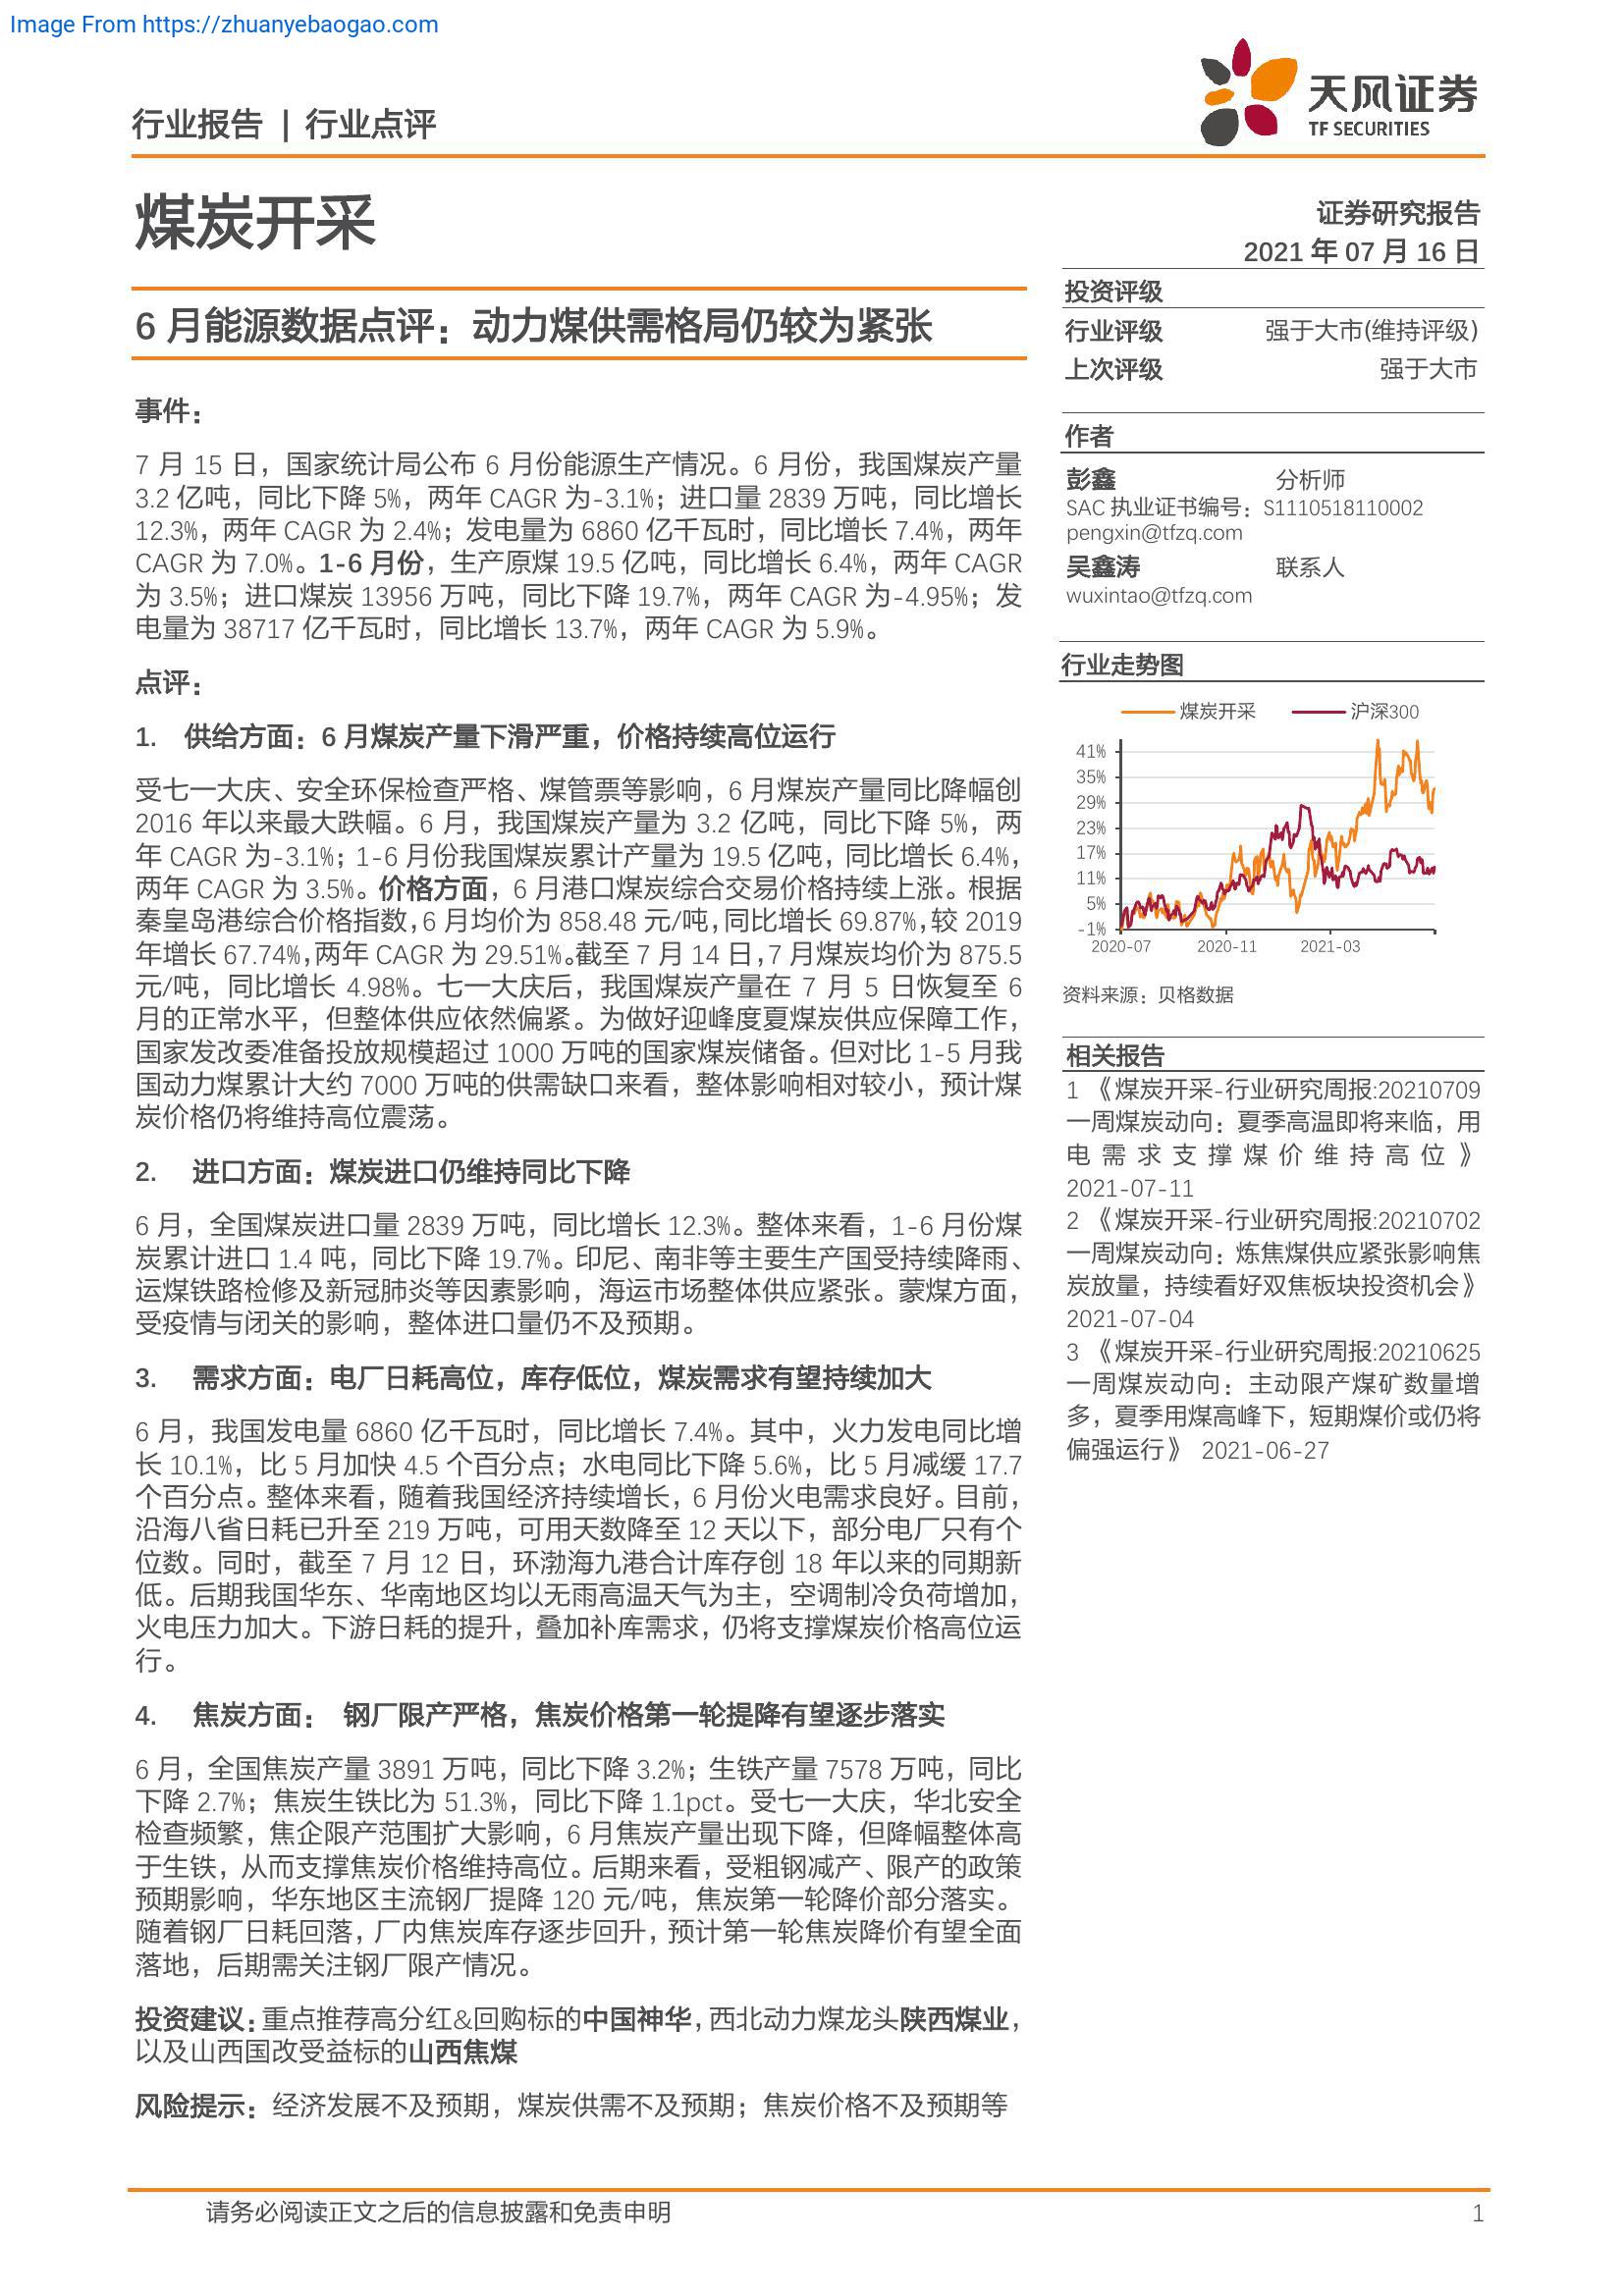 Image From https://zhuanyebaogao.com
行业报告 | 行业点评
天风证券
TF SECURITIES
煤炭开采
证券研究报告
2021 年 07 月 16 日
6 月能源数据点评：动力煤供需格局仍较为紧张
事件：
7 月 15 日，国家统计局公布 6 月份能源生产情况。6 月份，我国煤炭产量
3.2 亿吨，同比下降 5%，两年 CAGR 为-3.1%；进口量 2839 万吨，同比增长
12.3%，两年 CAGR 为 2.4%；发电量为 6860 亿千瓦时，同比增长 7.4%，两年
CAGR 为 7.0%。1-6 月份，生产原煤 19.5 亿吨，同比增长 6.4%，两年 CAGR
为 3.5%；进口煤炭 13956 万吨，同比下降 19.7%，两年 CAGR 为-4.95%；发
电量为 38717 亿千瓦时，同比增长 13.7%，两年 CAGR 为 5.9%。
点评：
1. 供给方面：6 月煤炭产量下滑严重，价格持续高位运行
受七一大庆、安全环保检查严格、煤管票等影响，6 月煤炭产量同比降幅创
2016 年以来最大跌幅。6 月，我国煤炭产量为 3.2 亿吨，同比下降 5%，两
年 CAGR 为-3.1%；1-6 月份我国煤炭累计产量为 19.5 亿吨，同比增长 6.4%，
两年 CAGR 为 3.5%。价格方面，6 月港口煤炭综合交易价格持续上涨。根据
秦皇岛港综合价格指数，6 月均价为 858.48 元/吨，同比增长 69.87%，较 2019
年增长 67.74%，两年 CAGR 为 29.51%。截至 7 月 14 日，7 月煤炭均价为 875.5
元/吨，同比增长 4.98%。七一大庆后，我国煤炭产量在 7 月 5 日恢复至 6
月的正常水平，但整体供应依然偏紧。为做好迎峰度夏煤炭供应保障工作，
国家发改委准备投放规模超过 1000 万吨的国家煤炭储备。但对比 1-5 月我
国动力煤累计大约 7000 万吨的供需缺口来看，整体影响相对较小，预计煤
炭价格仍将维持高位震荡。
2. 进口方面：煤炭进口仍维持同比下降
6 月，全国煤炭进口量 2839 万吨，同比增长 12.3%。整体来看，1-6 月份煤
炭累计进口 1.4 吨，同比下降 19.7%。印尼、南非等主要生产国受持续降雨、
运煤铁路检修及新冠肺炎等因素影响，海运市场整体供应紧张。蒙煤方面，
受疫情与闭关的影响，整体进口量仍不及预期。
3. 需求方面：电厂日耗高位，库存低位，煤炭需求有望持续加大
6 月，我国发电量 6860 亿千瓦时，同比增长 7.4%。其中，火力发电同比增
长 10.1%，比 5 月加快 4.5 个百分点；水电同比下降 5.6%，比 5 月减缓 17.7
个百分点。整体来看，随着我国经济持续增长，6 月份火电需求良好。目前，
沿海八省日耗已升至 219 万吨，可用天数降至 12 天以下，部分电厂只有个
位数。同时，截至 7 月 12 日，环渤海九港合计库存创 18 年以来的同期新
低。后期我国华东、华南地区均以无雨高温天气为主，空调制冷负荷增加，
火电压力加大。下游日耗的提升，叠加补库需求，仍将支撑煤炭价格高位运
行。
4. 焦炭方面： 钢厂限产严格，焦炭价格第一轮提降有望逐步落实
6 月，全国焦炭产量 3891 万吨，同比下降 3.2%；生铁产量 7578 万吨，同比
下降 2.7%；焦炭生铁比为 51.3%，同比下降 1.1pct。受七一大庆，华北安全
检查频繁，焦企限产范围扩大影响，6 月焦炭产量出现下降，但降幅整体高
于生铁，从而支撑焦炭价格维持高位。后期来看，受粗钢减产、限产的政策
预期影响，华东地区主流钢厂提降 120 元/吨，焦炭第一轮降价部分落实。
随着钢厂日耗回落，厂内焦炭库存逐步回升，预计第一轮焦炭降价有望全面
落地，后期需关注钢厂限产情况。
投资建议：重点推荐高分红&回购标的中国神华，西北动力煤龙头陕西煤业，
以及山西国改受益标的山西焦煤
风险提示：经济发展不及预期，煤炭供需不及预期；焦炭价格不及预期等
投资评级
行业评级 强于大市(维持评级)
上次评级 强于大市
作者
彭鑫 分析师
SAC 执业证书编号：S1110518110002
pengxin@tfzq.com
吴鑫涛 联系人
wuxintao@tfzq.com
行业走势图
煤炭开采 沪深300
41%
35%
29%
23%
17%
11%
5%
-1%
2020-07 2020-11 2021-03
资料来源：贝格数据
相关报告
1 《煤炭开采-行业研究周报:20210709
一周煤炭动向：夏季高温即将来临，用
电需求支撑煤价维持高位》
2021-07-11
2 《煤炭开采-行业研究周报:20210702
一周煤炭动向：炼焦煤供应紧张影响焦
炭放量，持续看好双焦板块投资机会》
2021-07-04
3 《煤炭开采-行业研究周报:20210625
一周煤炭动向：主动限产煤矿数量增
多，夏季用煤高峰下，短期煤价或仍将
偏强运行》 2021-06-27
请务必阅读正文之后的信息披露和免责申明 1